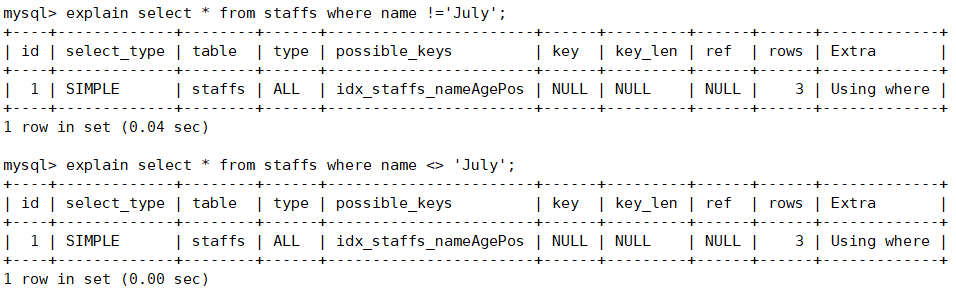 mysql> explain select * from staffs where name !='July';
+----+-------------+--------+------+-----------------------+------+---------+------+------+-------------+
| id | select_type | table  | type | possible_keys         | key  | key_len | ref  | rows | Extra       |
+----+-------------+--------+------+-----------------------+------+---------+------+------+-------------+
|  1 | SIMPLE      | staffs | ALL  | idx_staffs_nameAgePos | NULL | NULL    | NULL |    3 | Using where |
+----+-------------+--------+------+-----------------------+------+---------+------+------+-------------+
1 row in set (0.04 sec)

mysql> explain select * from staffs where name <> 'July';
+----+-------------+--------+------+-----------------------+------+---------+------+------+-------------+
| id | select_type | table  | type | possible_keys         | key  | key_len | ref  | rows | Extra       |
+----+-------------+--------+------+-----------------------+------+---------+------+------+-------------+
|  1 | SIMPLE      | staffs | ALL  | idx_staffs_nameAgePos | NULL | NULL    | NULL |    3 | Using where |
+----+-------------+--------+------+-----------------------+------+---------+------+------+-------------+
1 row in set (0.00 sec)